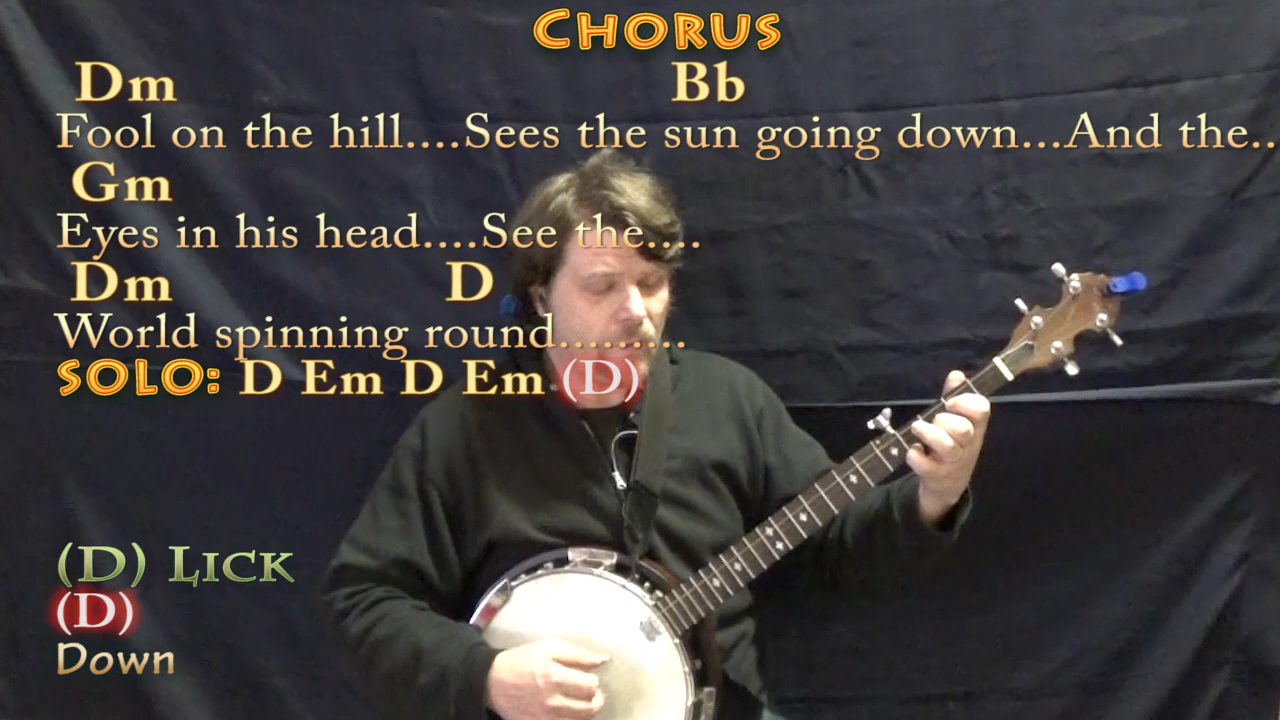 CHORUS
Dm Bb
Fool on the hill....Sees the sun going down...And the..
Gm
Eyes in his head....See the....
Dm D
World spinning round.........
SOLO: D Em D Em (D)
(D) LICK
(D)
Down